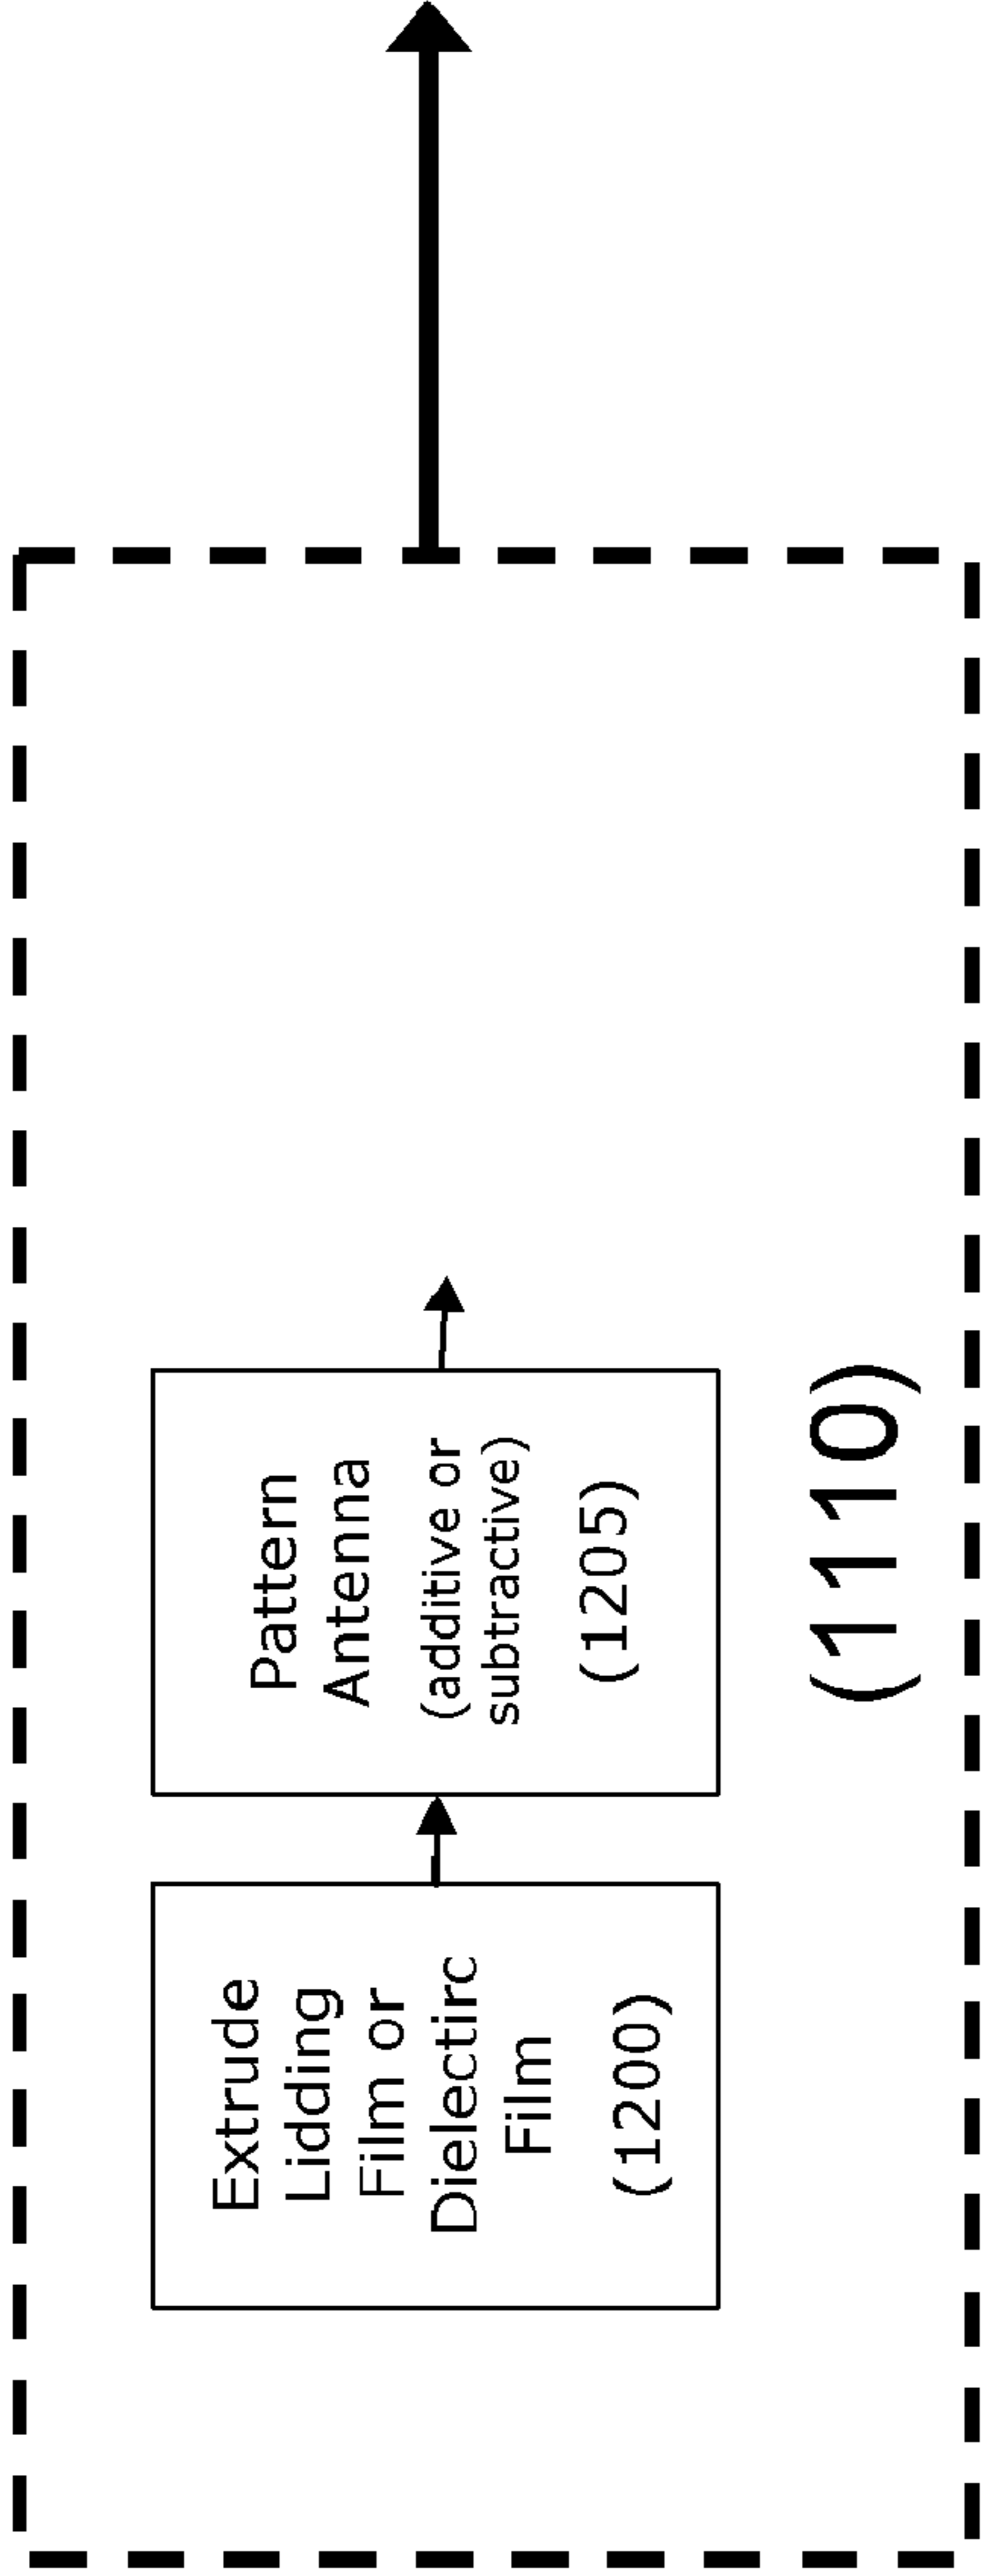 Extrude
Lidding
Film or
Dielectirc
Film
(1200)
Pattern
Antenna
(additive or
subtractive)
(1205)
(1110)